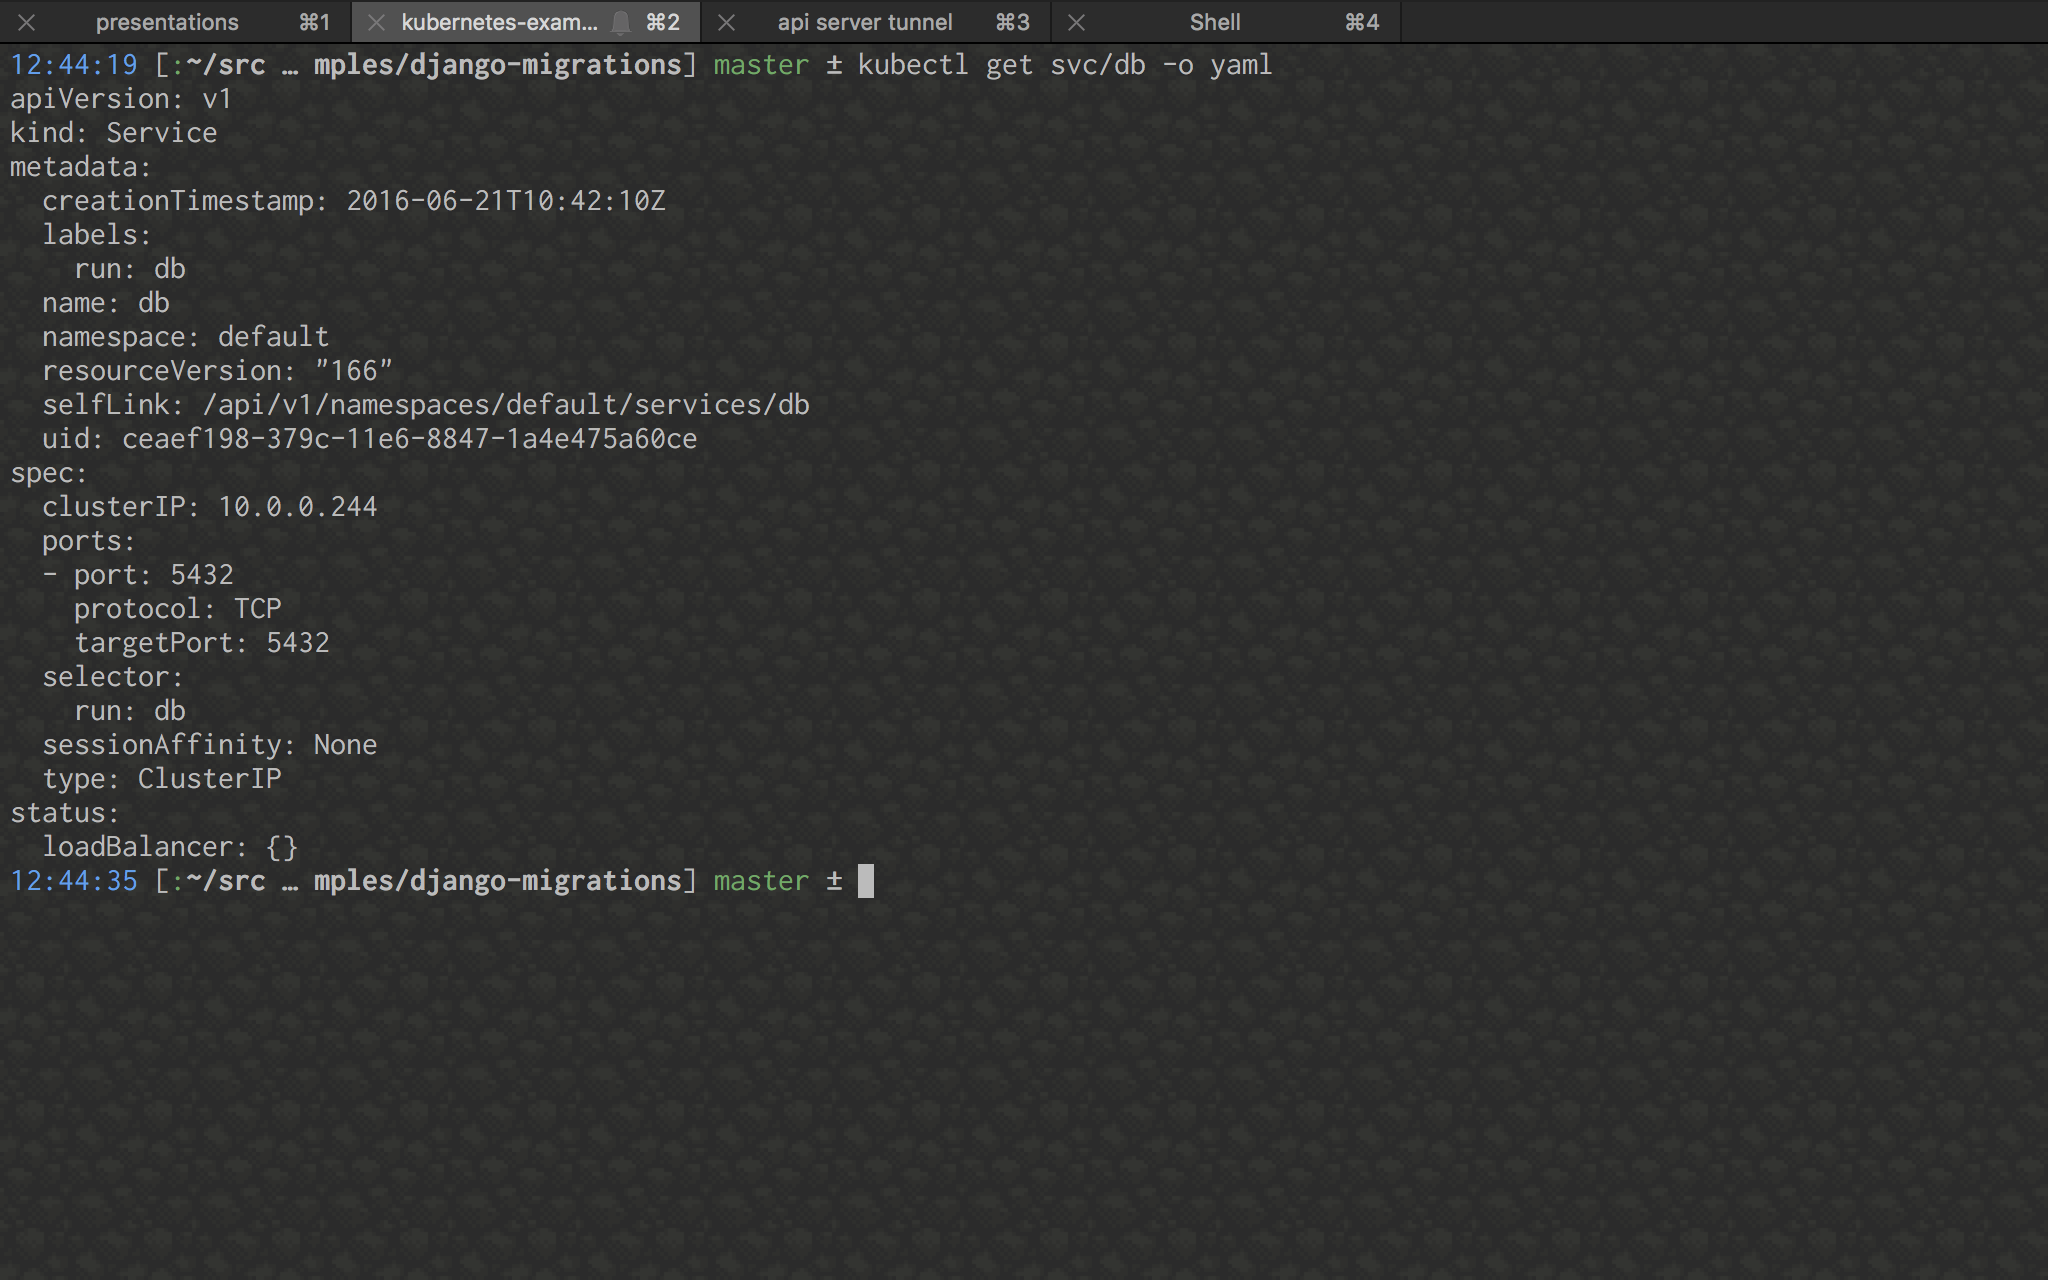 presentations ⌘1 kubernetes-exam... ⌘2 api server tunnel ⌘3 Shell ⌘4
12:44:19 [:~/src … mples/django-migrations] master ± kubectl get svc/db -o yaml
apiVersion: v1
kind: Service
metadata:
  creationTimestamp: 2016-06-21T10:42:10Z
  labels:
    run: db
  name: db
  namespace: default
  resourceVersion: "166"
  selfLink: /api/v1/namespaces/default/services/db
  uid: ceaef198-379c-11e6-8847-1a4e475a60ce
spec:
  clusterIP: 10.0.0.244
  ports:
  - port: 5432
    protocol: TCP
    targetPort: 5432
  selector:
    run: db
  sessionAffinity: None
  type: ClusterIP
status:
  loadBalancer: {}
12:44:35 [:~/src … mples/django-migrations] master ±